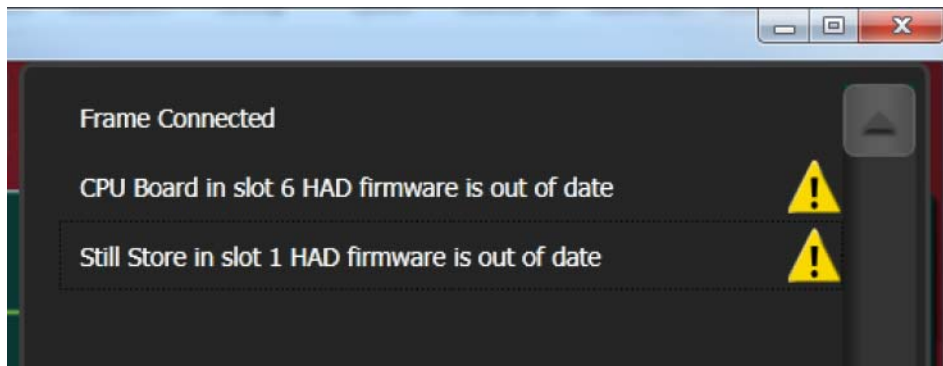 Frame Connected
CPU Board in slot 6 HAD firmware is out of date
Still Store in slot 1 HAD firmware is out of date